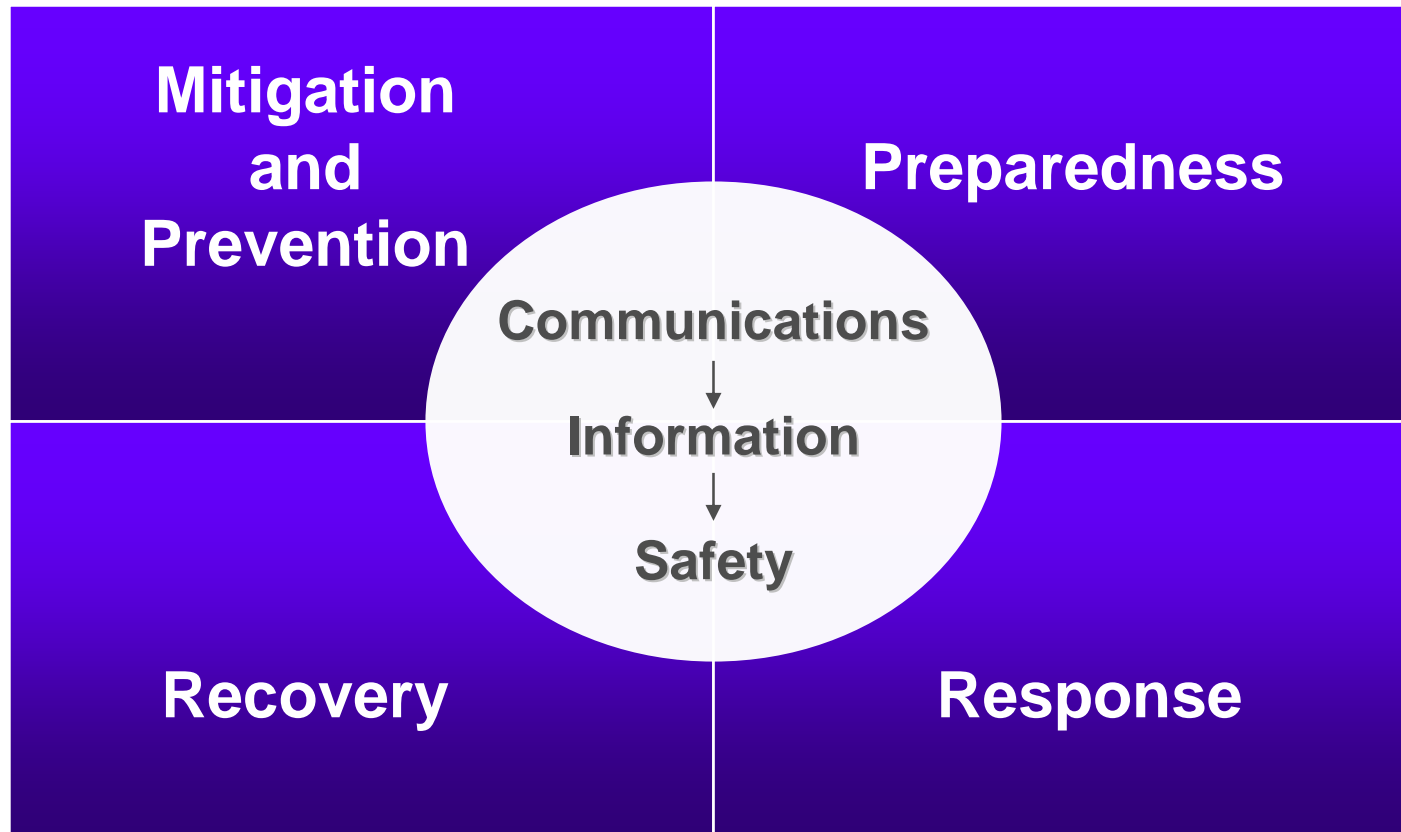 Mitigation
and
Prevention
Preparedness
Communications
Information
Safety
Recovery
Response